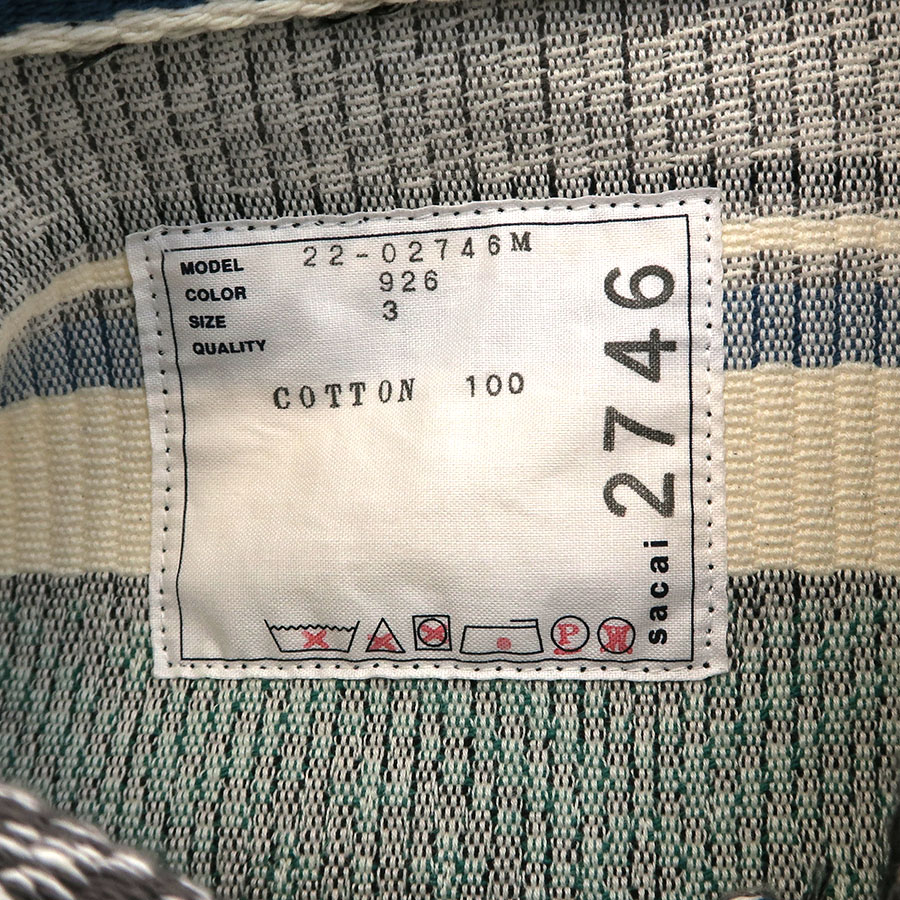 MODEL 22-02746M
COLOR 926
SIZE 3
QUALITY
COTTON 100
sacai 2746
P W